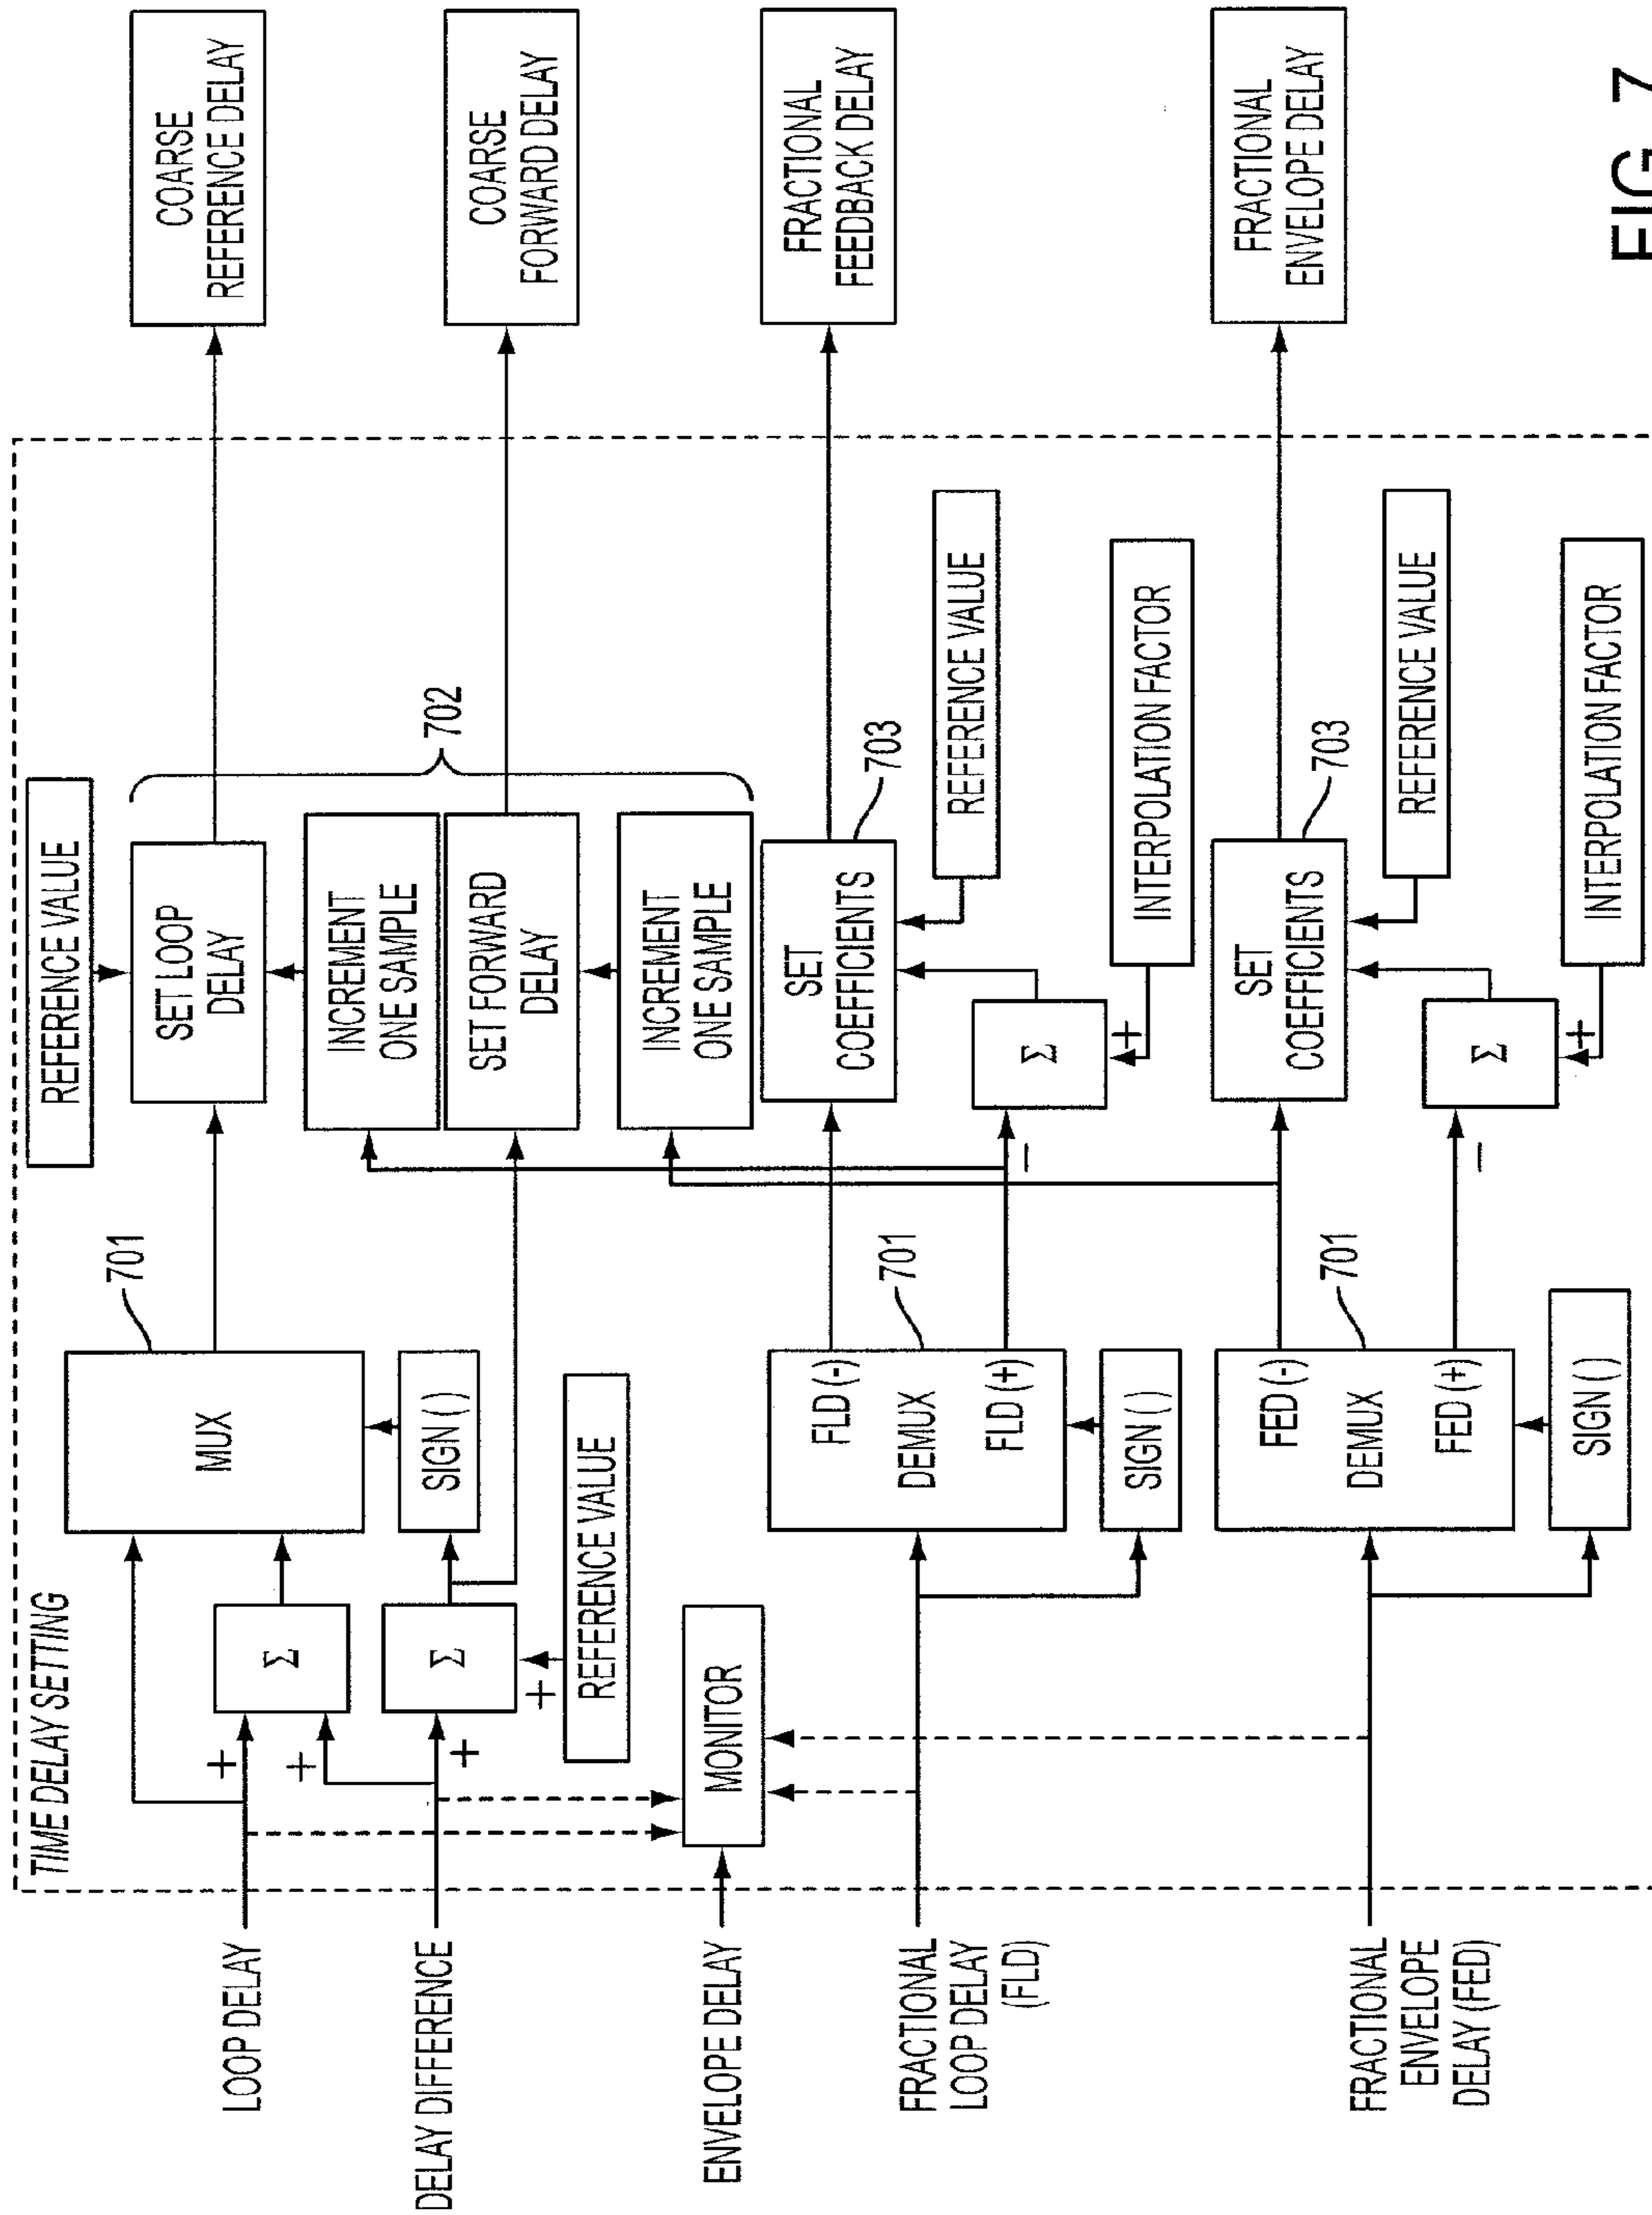 TIME DELAY SETTING
LOOP DELAY
DELAY DIFFERENCE
ENVELOPE DELAY
FRACTIONAL
LOOP DELAY
(FLD)
FRACTIONAL
ENVELOPE
DELAY (FED)
+
+
+
Σ
Σ
+
REFERENCE VALUE
MONITOR
MUX
701
SIGN ( )
FLD (-)
DEMUX
FLD (+)
701
SIGN ( )
FED (-)
DEMUX
FED (+)
701
SIGN ( )
REFERENCE VALUE
SET LOOP
DELAY
INCREMENT
ONE SAMPLE
SET FORWARD
DELAY
INCREMENT
ONE SAMPLE
702
SET
COEFFICIENTS
703
REFERENCE VALUE
–
Σ
+
INTERPOLATION FACTOR
SET
COEFFICIENTS
703
REFERENCE VALUE
–
Σ
+
INTERPOLATION FACTOR
COARSE
REFERENCE DELAY
COARSE
FORWARD DELAY
FRACTIONAL
FEEDBACK DELAY
FRACTIONAL
ENVELOPE DELAY
FIG 7